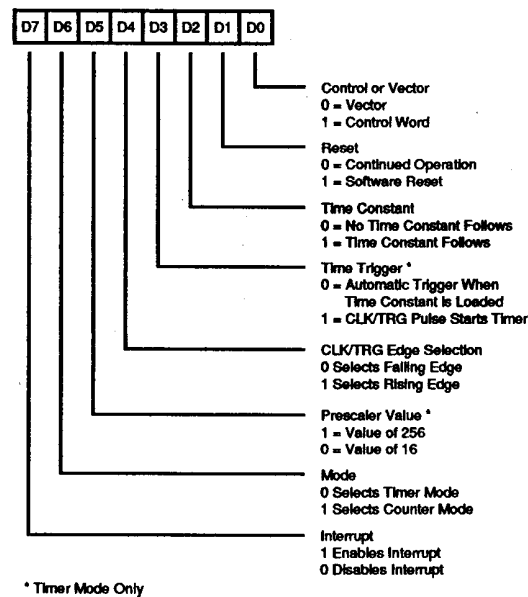 D7 D6 D5 D4 D3 D2 D1 D0
Control or Vector
0 = Vector
1 = Control Word
Reset
0 = Continued Operation
1 = Software Reset
Time Constant
0 = No Time Constant Follows
1 = Time Constant Follows
Time Trigger *
0 = Automatic Trigger When
Time Constant Is Loaded
1 = CLK/TRG Pulse Starts Timer
CLK/TRG Edge Selection
0 Selects Falling Edge
1 Selects Rising Edge
Prescaler Value *
1 = Value of 256
0 = Value of 16
Mode
0 Selects Timer Mode
1 Selects Counter Mode
Interrupt
1 Enables Interrupt
0 Disables Interrupt
* Timer Mode Only